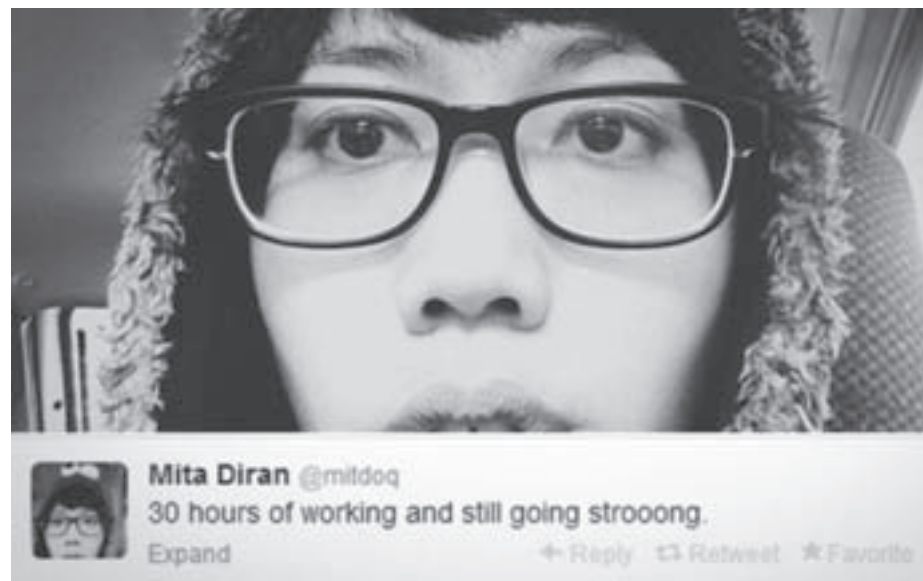 Mita Diran @mitdoq
30 hours of working and still going strooong.
Expand Reply Retweet Favorite